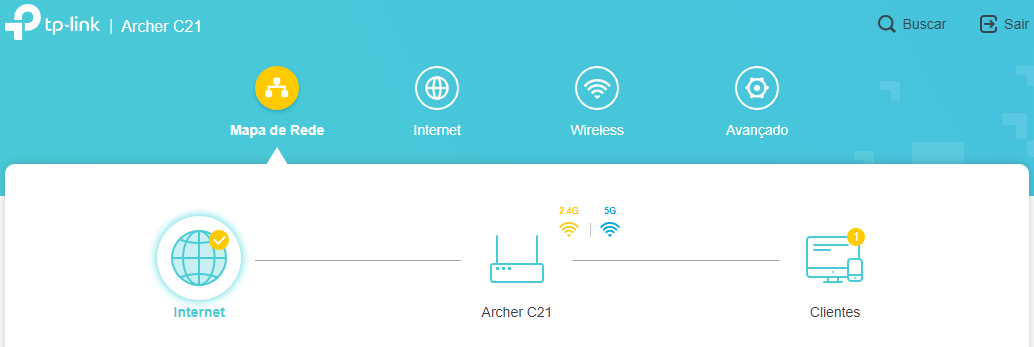 tp-link | Archer C21
Buscar
Sair
Mapa de Rede
Internet
Wireless
Avançado
2.4G
5G
1
Internet
Archer C21
Clientes